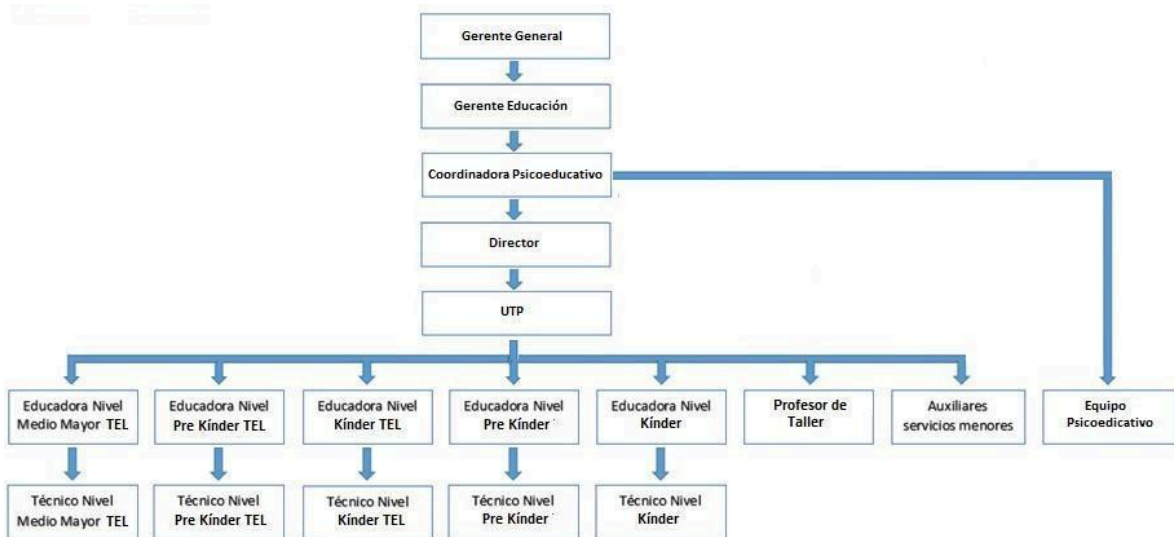 Gerente General
Gerente Educación
Coordinadora Psicoeducativo
Director
UTP
Educadora Nivel
Medio Mayor TEL
Educadora Nivel
Pre Kínder TEL
Educadora Nivel
Kínder TEL
Educadora Nivel
Pre Kínder
Educadora Nivel
Kínder
Profesor de
Taller
Auxiliares
servicios menores
Equipo
Psicoedicativo
Técnico Nivel
Medio Mayor TEL
Técnico Nivel
Pre Kínder TEL
Técnico Nivel
Kínder TEL
Técnico Nivel
Pre Kínder
Técnico Nivel
Kínder